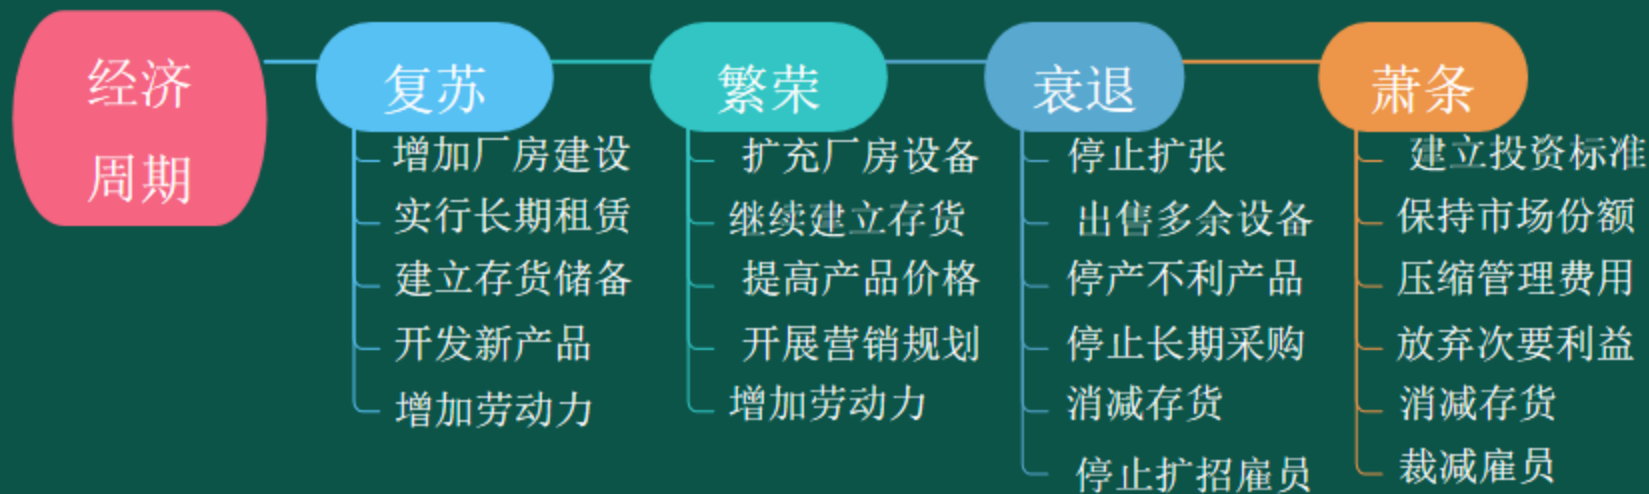 经济
周期
复苏
增加厂房建设
实行长期租赁
建立存货储备
开发新产品
增加劳动力
繁荣
扩充厂房设备
继续建立存货
提高产品价格
开展营销规划
增加劳动力
衰退
停止扩张
出售多余设备
停产不利产品
停止长期采购
消减存货
停止扩招雇员
萧条
建立投资标准
保持市场份额
压缩管理费用
放弃次要利益
消减存货
裁减雇员